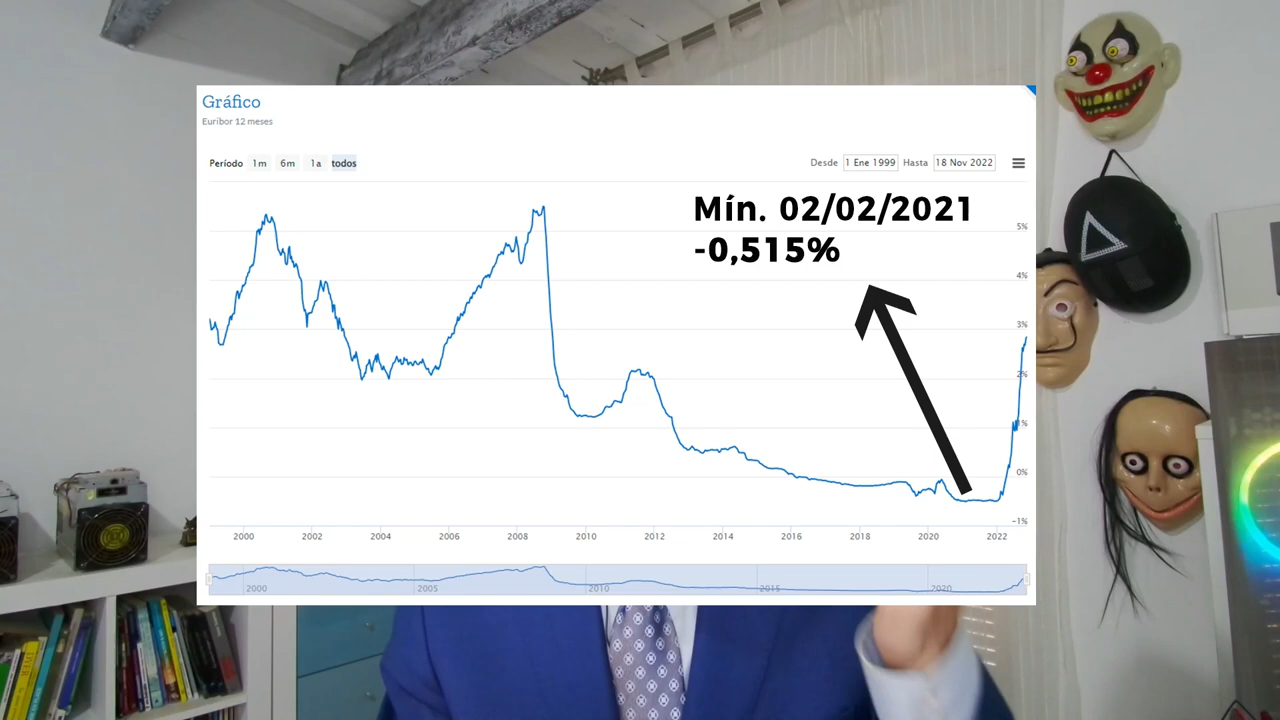 Gráfico
Euribor 12 meses
Período 1m 6m 1a todos
Desde 1 Ene 1999 Hasta 18 Nov 2022
Mín. 02/02/2021
-0,515%
5%
4%
3%
2%
1%
0%
-1%
2000 2002 2004 2006 2008 2010 2012 2014 2016 2018 2020 2022
2000 2005 2010 2015 2020